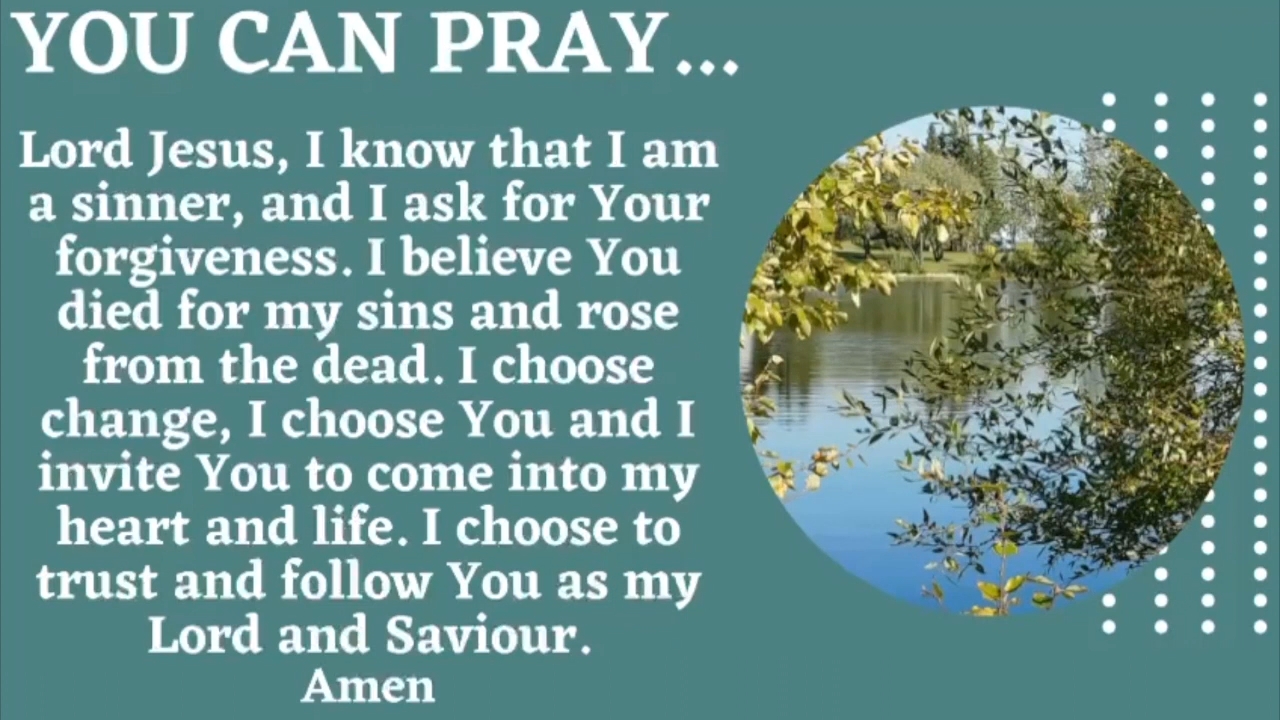 YOU CAN PRAY...
Lord Jesus, I know that I am
a sinner, and I ask for Your
forgiveness. I believe You
died for my sins and rose
from the dead. I choose
change, I choose You and I
invite You to come into my
heart and life. I choose to
trust and follow You as my
Lord and Saviour.
Amen